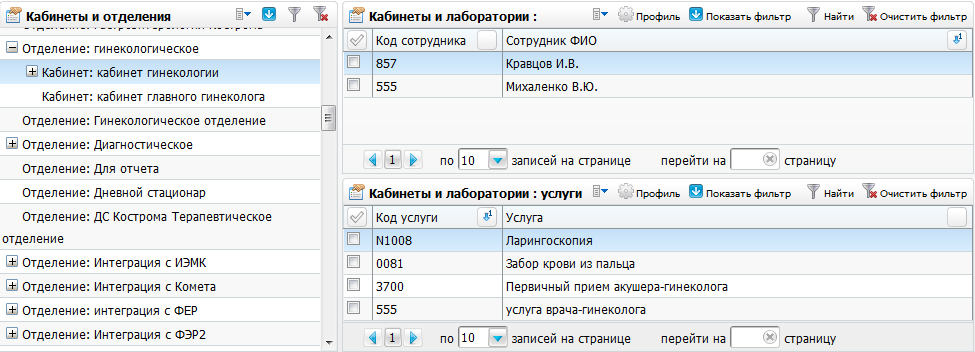 Кабинеты и отделения
Отделение: гинекологическое
Кабинет: кабинет гинекологии
Кабинет: кабинет главного гинеколога
Отделение: Гинекологическое отделение
Отделение: Диагностическое
Отделение: Для отчета
Отделение: Дневной стационар
Отделение: ДС Кострома Терапевтическое
отделение
Отделение: Интеграция с ИЭМК
Отделение: Интеграция с Комета
Отделение: интеграция с ФЕР
Отделение: Интеграция с ФЭР2
Кабинеты и лаборатории : Профиль Показать фильтр Найти Очистить фильтр
Код сотрудника Сотрудник ФИО
857 Кравцов И.В.
555 Михаленко В.Ю.
1 по 10 записей на странице перейти на страницу
Кабинеты и лаборатории : услуги Профиль Показать фильтр Найти Очистить фильтр
Код услуги Услуга
N1008 Ларингоскопия
0081 Забор крови из пальца
3700 Первичный прием акушера-гинеколога
555 услуга врача-гинеколога
1 по 10 записей на странице перейти на страницу